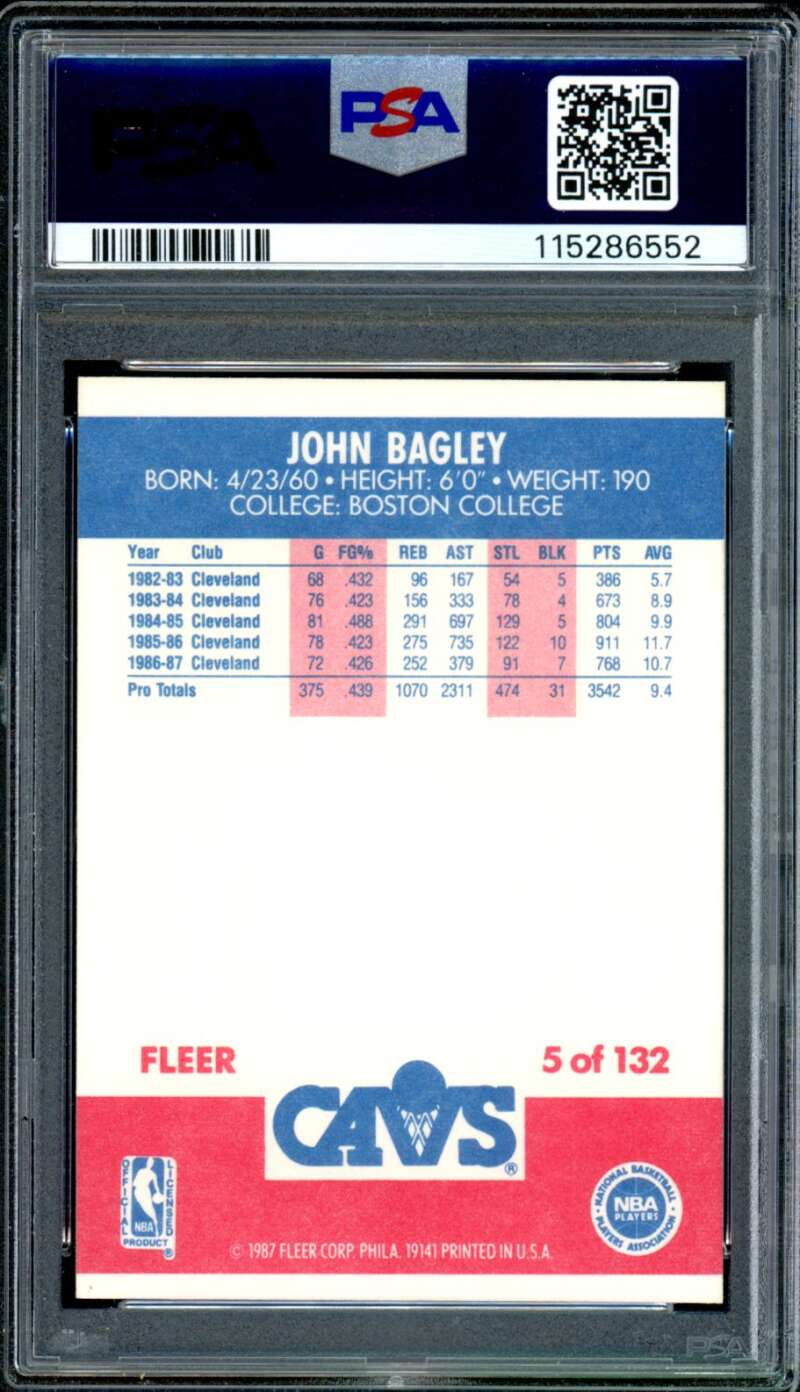 PSA
PSA
115286552
JOHN BAGLEY
BORN: 4/23/60 • HEIGHT: 6'0" • WEIGHT: 190
COLLEGE: BOSTON COLLEGE
Year Club G FG% REB AST STL BLK PTS AVG
1982-83 Cleveland 68 .432 96 167 54 5 386 5.7
1983-84 Cleveland 76 .423 156 333 78 4 673 8.9
1984-85 Cleveland 81 .488 291 697 129 5 804 9.9
1985-86 Cleveland 78 .423 275 735 122 10 911 11.7
1986-87 Cleveland 72 .426 252 379 91 7 768 10.7
Pro Totals 375 .439 1070 2311 474 31 3542 9.4
FLEER 5 of 132
CAVS®
OFFICIAL LICENSED
NBA
PRODUCT ®
NATIONAL BASKETBALL
NBA
PLAYERS
PLAYERS ASSOCIATION
© 1987 FLEER CORP. PHILA. 19141 PRINTED IN U.S.A.
PSA